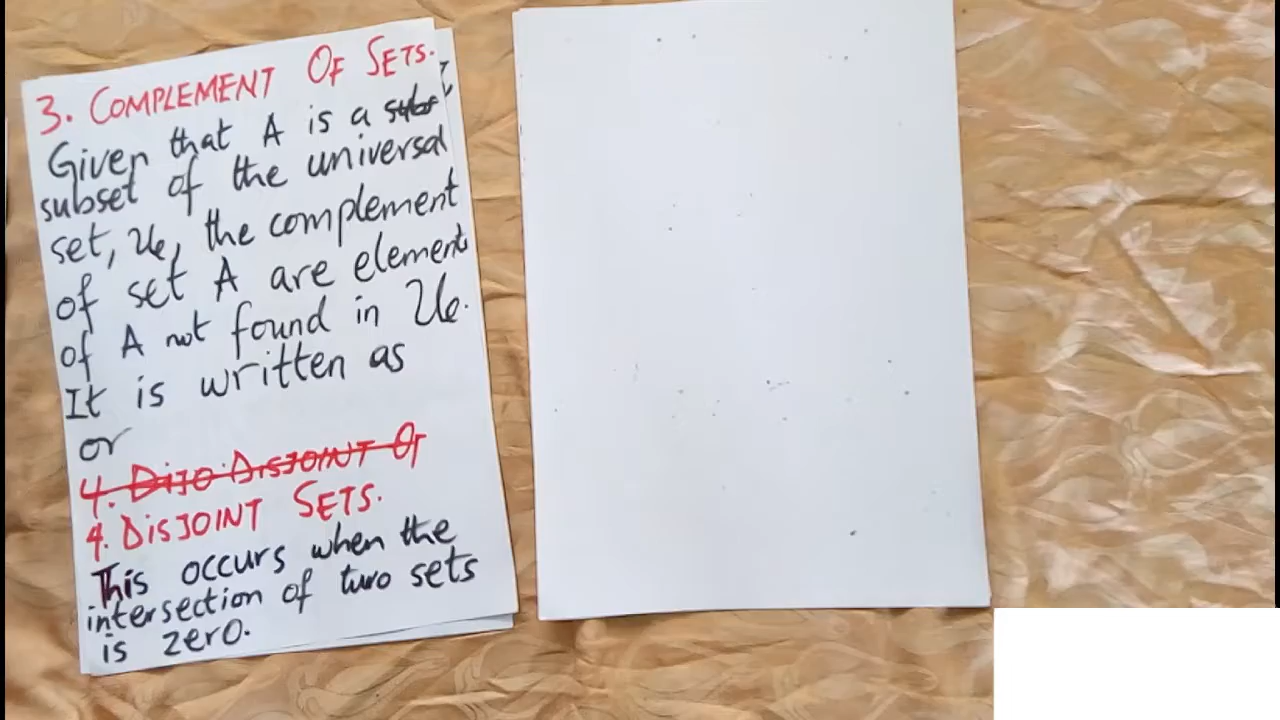 3. COMPLEMENT OF SETS.
Given that A is a
subset of the universal
set, U, the complement
of set A are elements
of A not found in U.
It is written as
or
4. DISJOINT SETS.
This occurs when the
intersection of two sets
is zero.